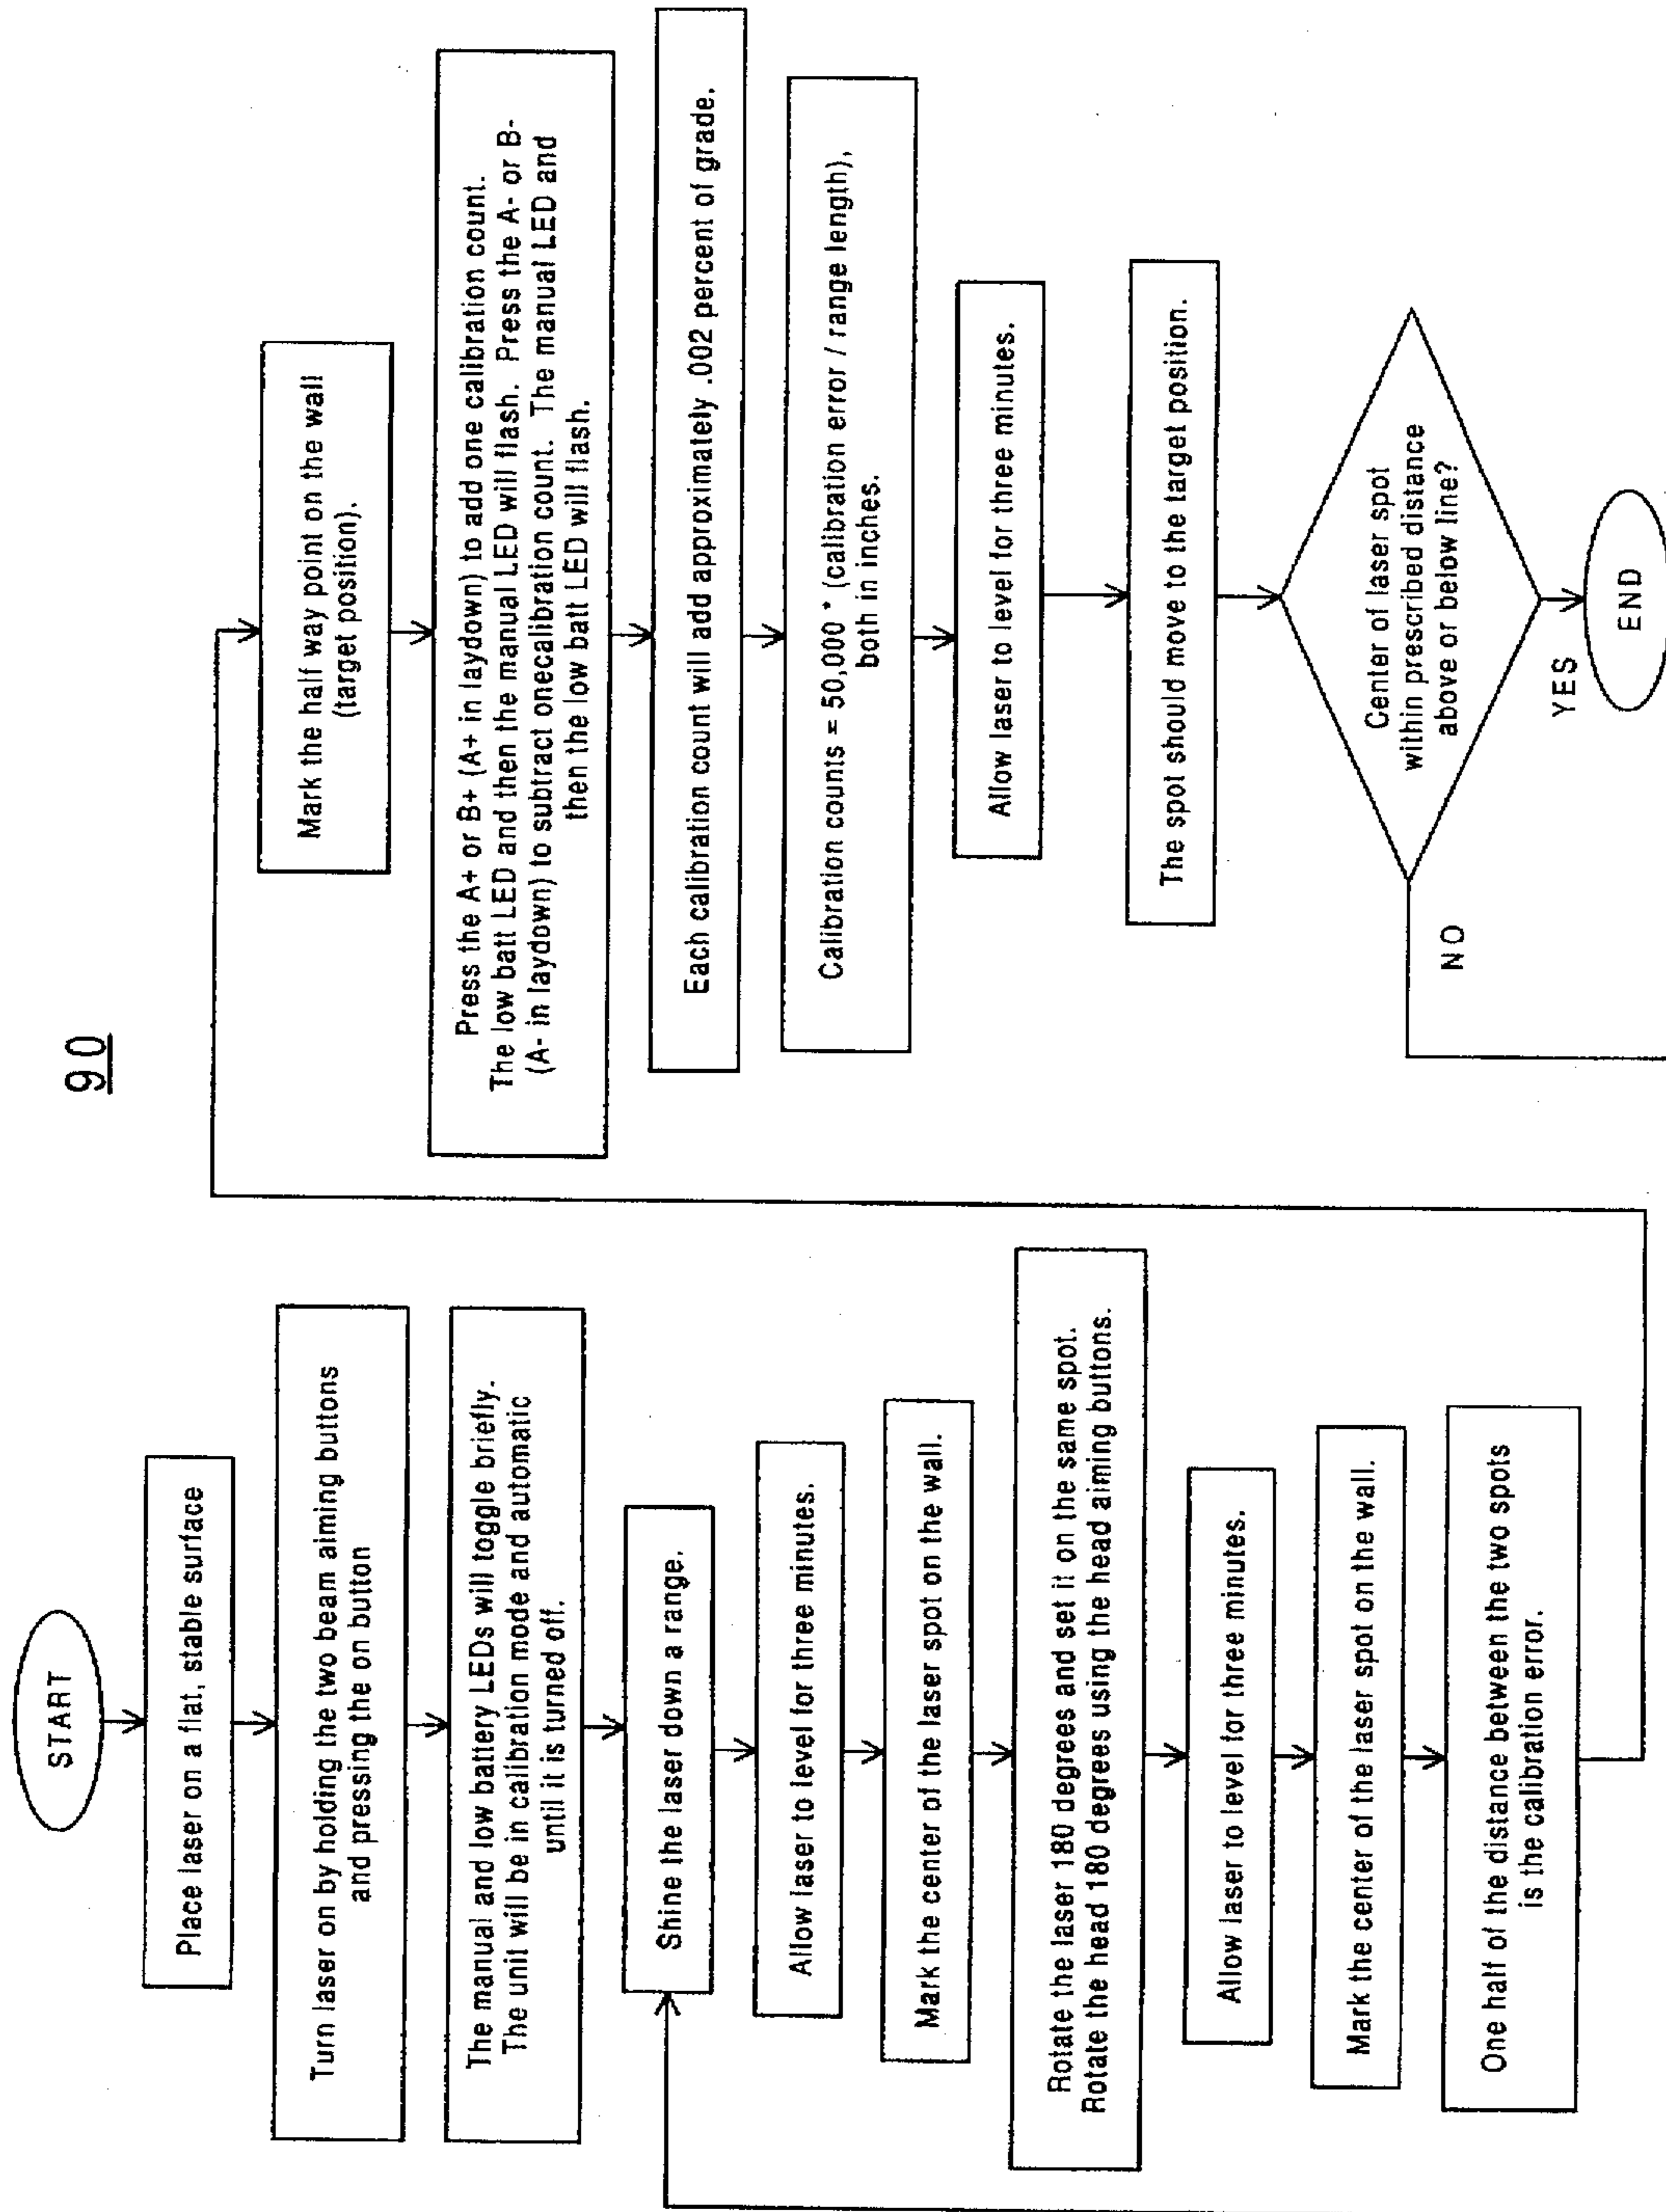 90
START
Place laser on a flat, stable surface
Turn laser on by holding the two beam aiming buttons
and pressing the on button
The manual and low battery LEDs will toggle briefly.
The unit will be in calibration mode and automatic
until it is turned off.
Shine the laser down a range.
Allow laser to level for three minutes.
Mark the center of the laser spot on the wall.
Rotate the laser 180 degrees and set it on the same spot.
Rotate the head 180 degrees using the head aiming buttons.
Allow laser to level for three minutes.
Mark the center of the laser spot on the wall.
One half of the distance between the two spots
is the calibration error.
Mark the half way point on the wall
(target position).
Press the A+ or B+ (A+ in laydown) to add one calibration count.
The low batt LED and then the manual LED will flash. Press the A- or B-
(A- in laydown) to subtract onecalibration count. The manual LED and
then the low batt LED will flash.
Each calibration count will add approximately .002 percent of grade.
Calibration counts = 50,000 * (calibration error / range length),
both in inches.
Allow laser to level for three minutes.
The spot should move to the target position.
Center of laser spot
within prescribed distance
above or below line?
NO
YES
END